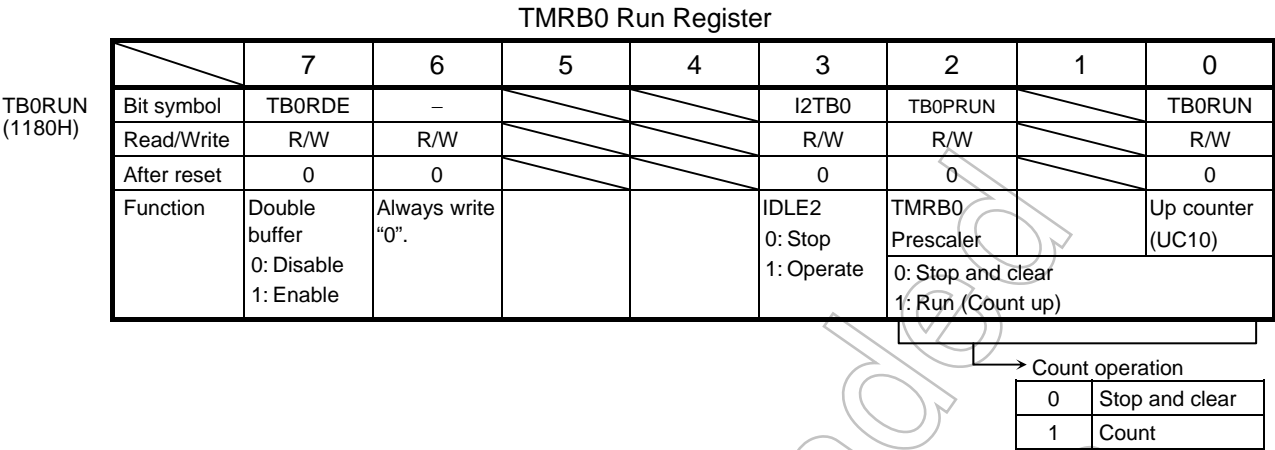 TMRB0 Run Register
7 6 5 4 3 2 1 0
TB0RUN
(1180H)
Bit symbol TB0RDE – I2TB0 TB0PRUN TB0RUN
Read/Write R/W R/W R/W R/W R/W
After reset 0 0 0 0 0
Function Double Always write IDLE2 TMRB0 Up counter
buffer “0”. 0: Stop Prescaler (UC10)
0: Disable 1: Operate 0: Stop and clear
1: Enable 1: Run (Count up)
Count operation
0 Stop and clear
1 Count